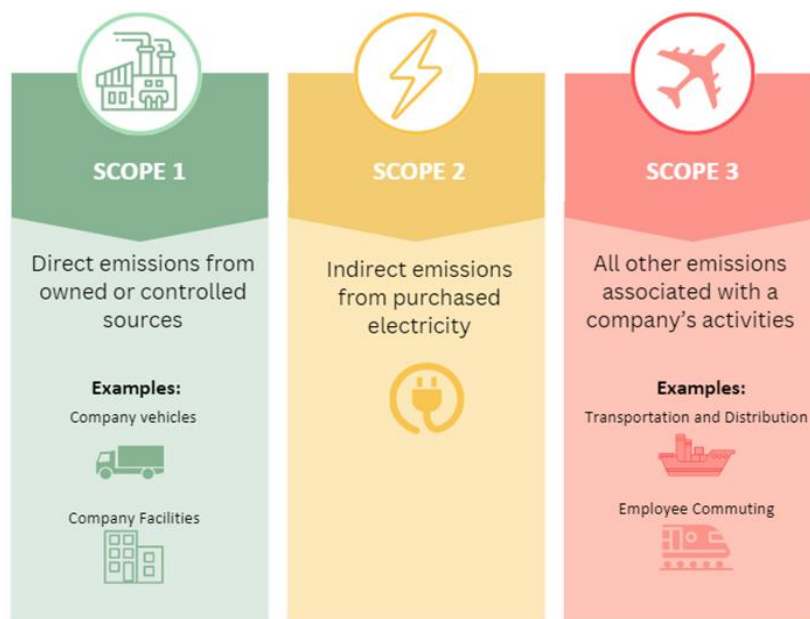 SCOPE 1
Direct emissions from
owned or controlled
sources
Examples:
Company vehicles
Company Facilities
SCOPE 2
Indirect emissions
from purchased
electricity
SCOPE 3
All other emissions
associated with a
company’s activities
Examples:
Transportation and Distribution
Employee Commuting